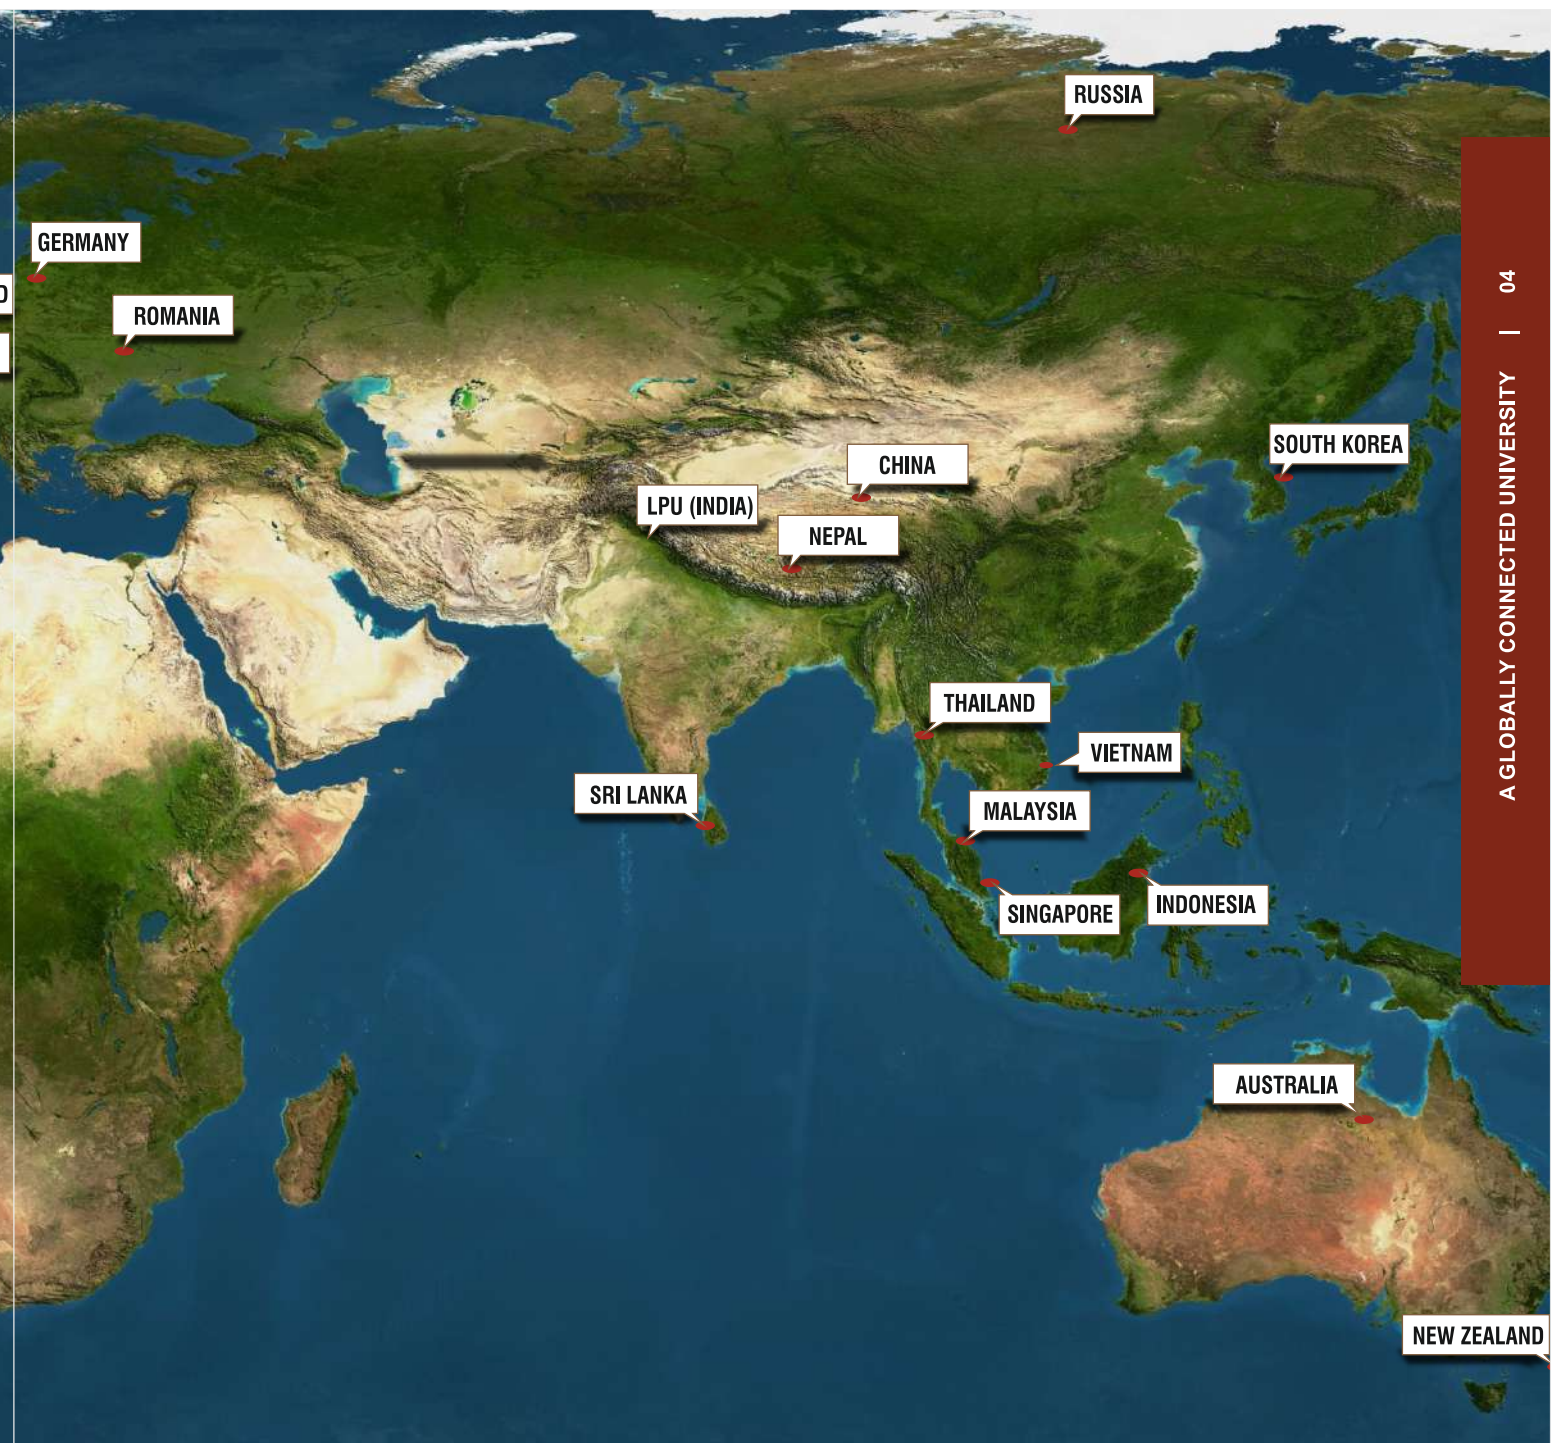 RUSSIA
GERMANY
ROMANIA
SOUTH KOREA
CHINA
LPU (INDIA)
NEPAL
THAILAND
VIETNAM
SRI LANKA
MALAYSIA
SINGAPORE
INDONESIA
AUSTRALIA
NEW ZEALAND
A GLOBALLY CONNECTED UNIVERSITY | 04